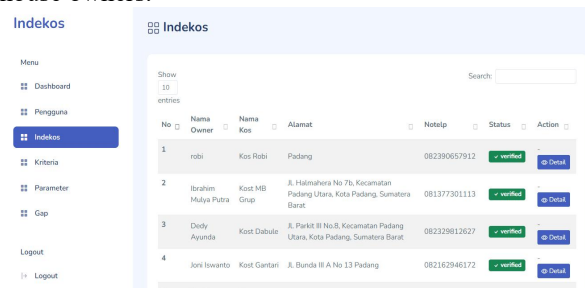 Indekos
Indekos
Menu
Dashboard
Pengguna
Indekos
Kriteria
Parameter
Gap
Logout
Logout
Show
10
entries
Search:
No Nama Owner Nama Kos Alamat Notelp Status Action
1 robi Kos Robi Padang 082390657912 verified -
Detail
2 Ibrahim Mulya Putra Kost MB Grup Jl. Halmahera No 7b, Kecamatan
Padang Utara, Kota Padang, Sumatera
Barat
081377301113 verified -
Detail
3 Dedy Ayunda Kost Dabule Jl. Parkit III No.8, Kecamatan Padang
Utara, Kota Padang, Sumatera Barat
082329812627 verified -
Detail
4 Joni Iswanto Kost Gantari Jl. Bunda III A No 13 Padang 082162946172 verified -
Detail